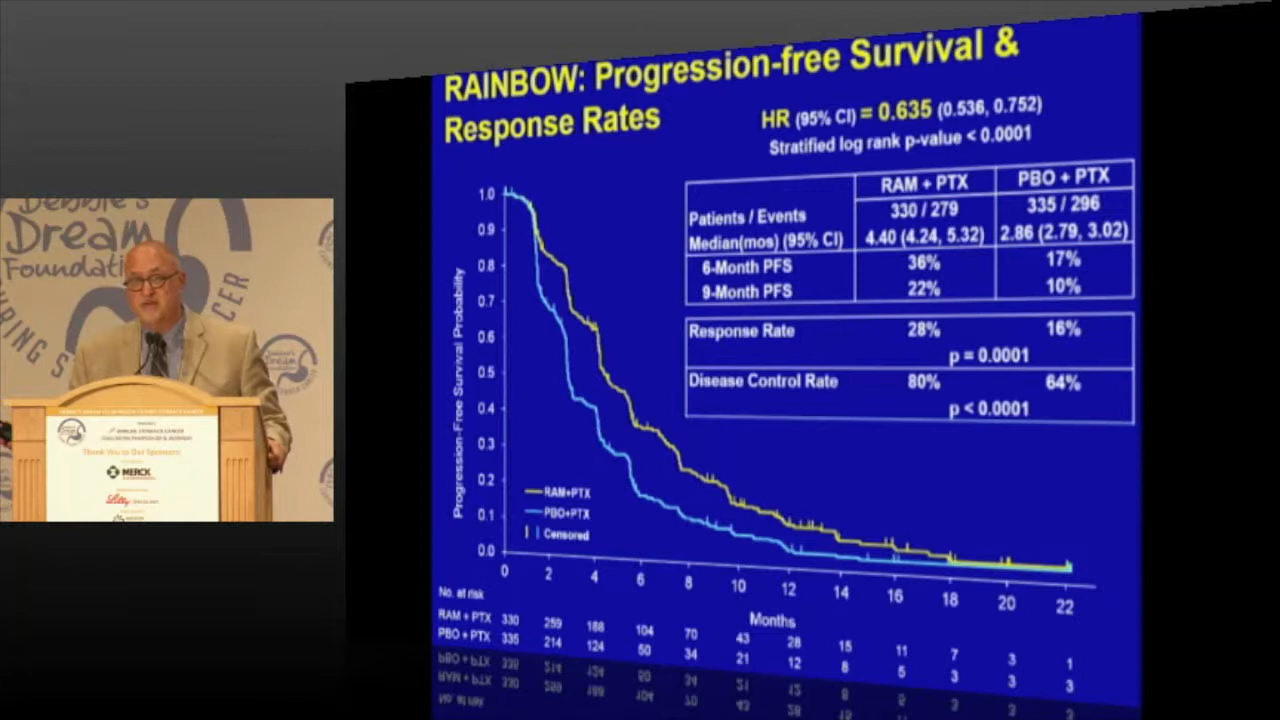 RAINBOW: Progression-free Survival &
Response Rates
HR (95% CI) = 0.635 (0.536, 0.752)
Stratified log rank p-value < 0.0001
RAM + PTX PBO + PTX
Patients / Events 330 / 279 335 / 296
Median(mos) (95% CI) 4.40 (4.24, 5.32) 2.86 (2.79, 3.02)
6-Month PFS 36% 17%
9-Month PFS 22% 10%
Response Rate 28% 16%
p = 0.0001
Disease Control Rate 80% 64%
p < 0.0001
Progression-Free Survival Probability
1.0
0.9
0.8
0.7
0.6
0.5
0.4
0.3
0.2
0.1
0.0
RAM+PTX
PBO+PTX
Censored
0 2 4 6 8 10 12 14 16 18 20 22
Months
No. at risk
RAM + PTX 330 259 188 104 70 43 28 15 11 7 3 1
PBO + PTX 335 214 124 50 34 21 12 8 5 3 3 3
Debbie's
Dream
Foundation
CURING S
CER
Debbie's
Dream
Thank You to Our Sponsors:
MERCK
Lilly